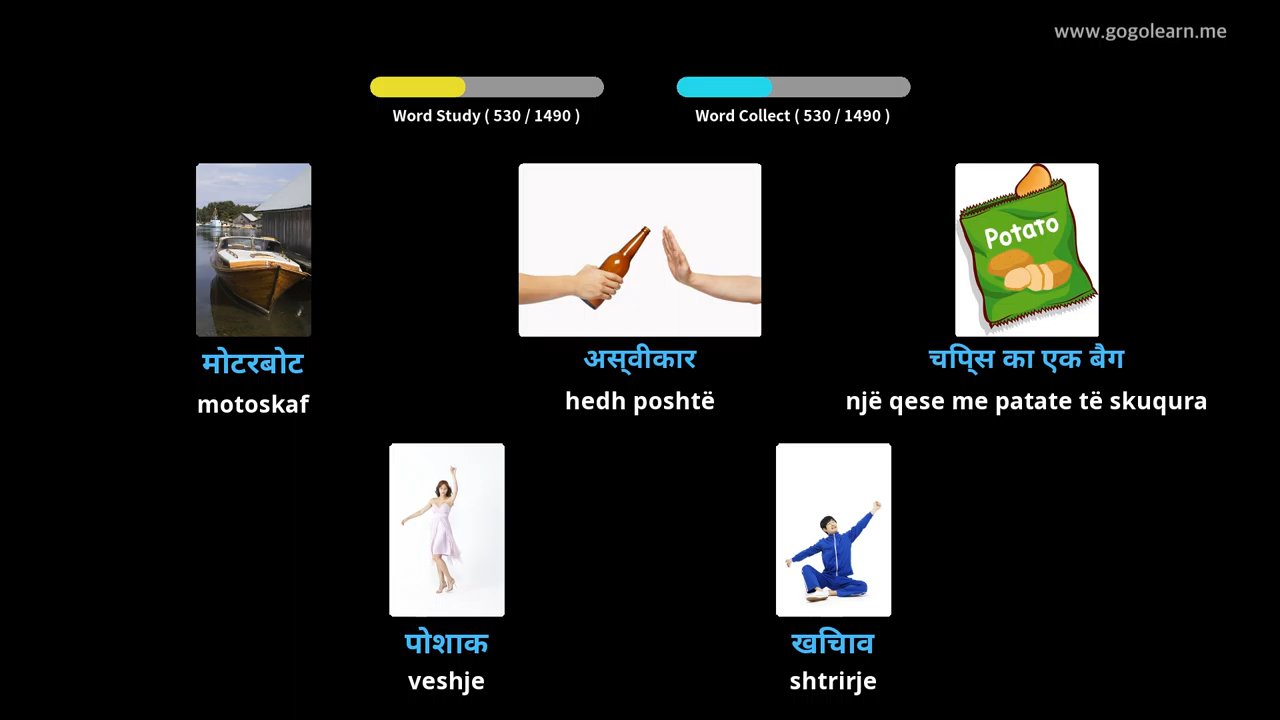 www.gogolearn.me
Word Study ( 530 / 1490 )
Word Collect ( 530 / 1490 )
Potato
मोटरबोट
motoskaf
अस्वीकार
hedh poshtë
चिप्स का एक बैग
një qese me patate të skuqura
पोशाक
veshje
खिचाव
shtrirje